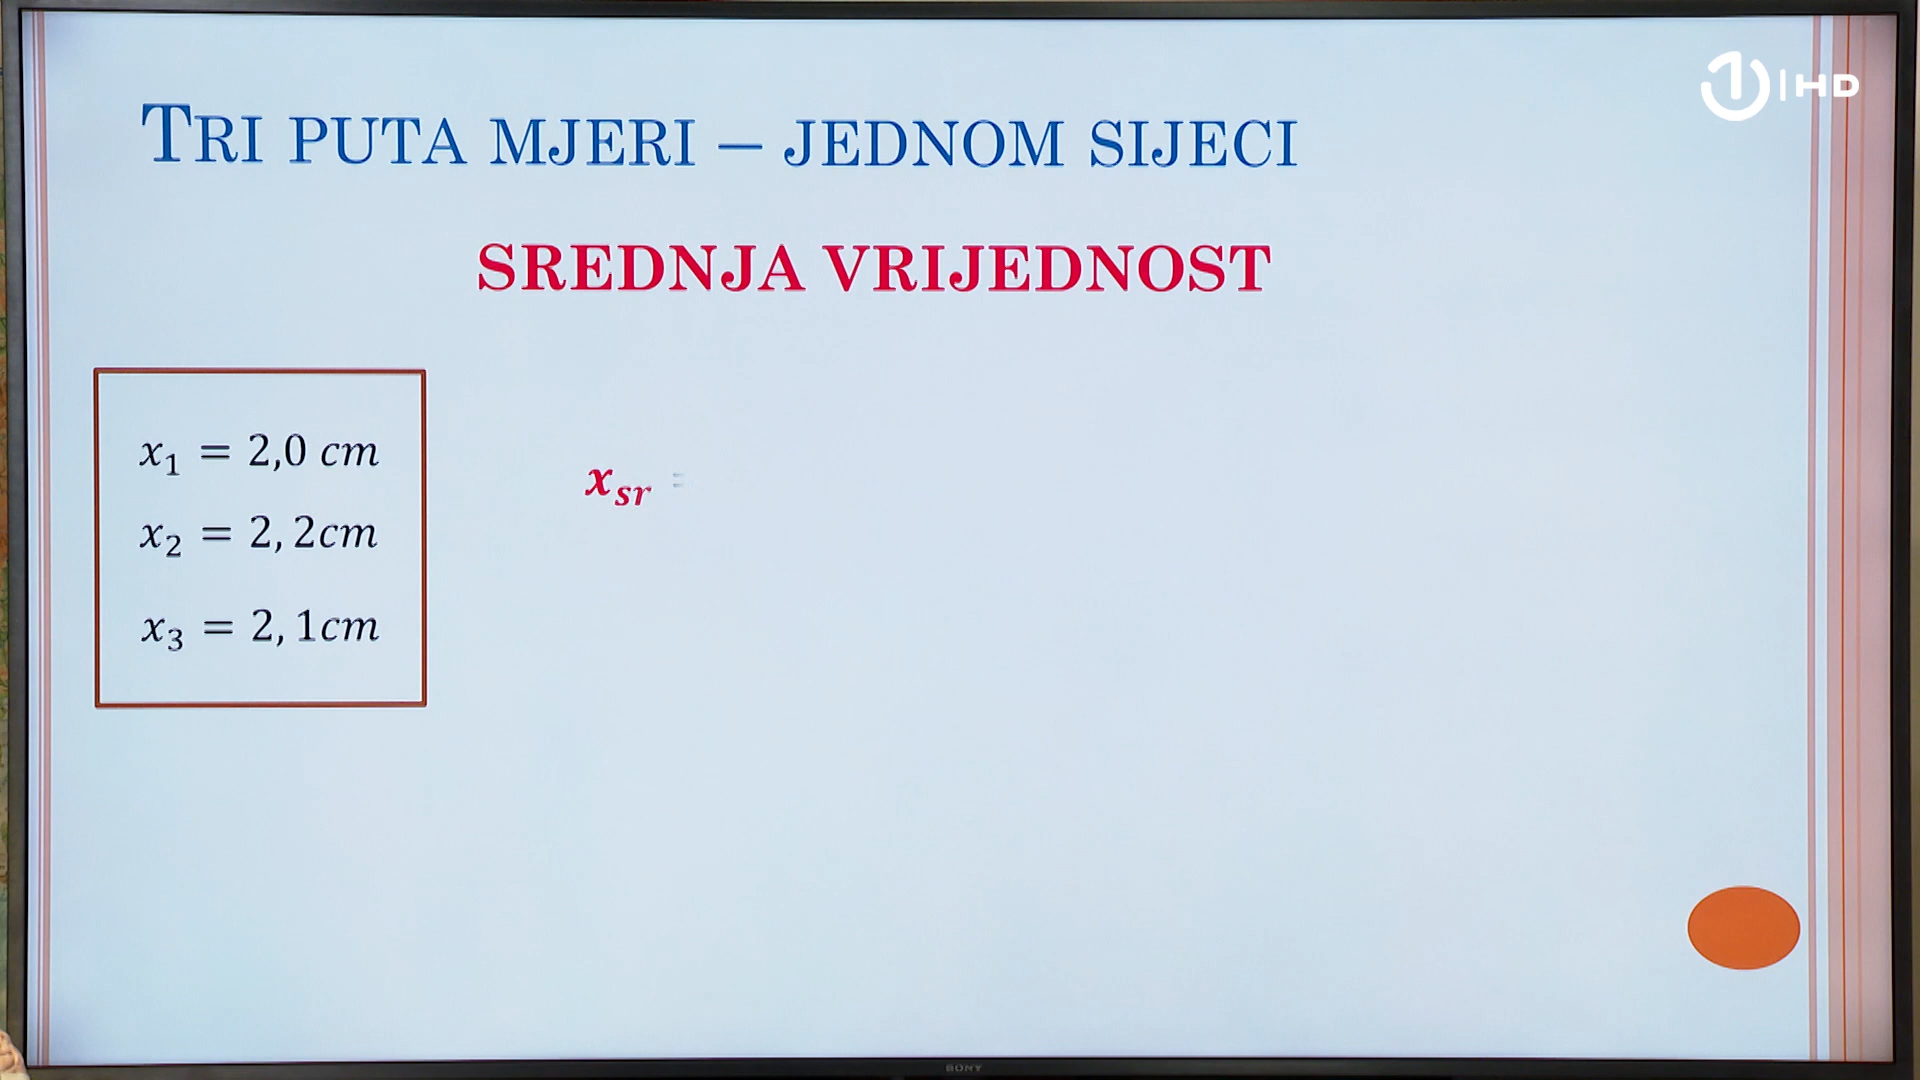 1 HD
TRI PUTA MJERI – JEDNOM SIJECI
SREDNJA VRIJEDNOST
x₁ = 2,0 cm
x₂ = 2, 2cm
x₃ = 2, 1cm
xₛᵣ =
SONY